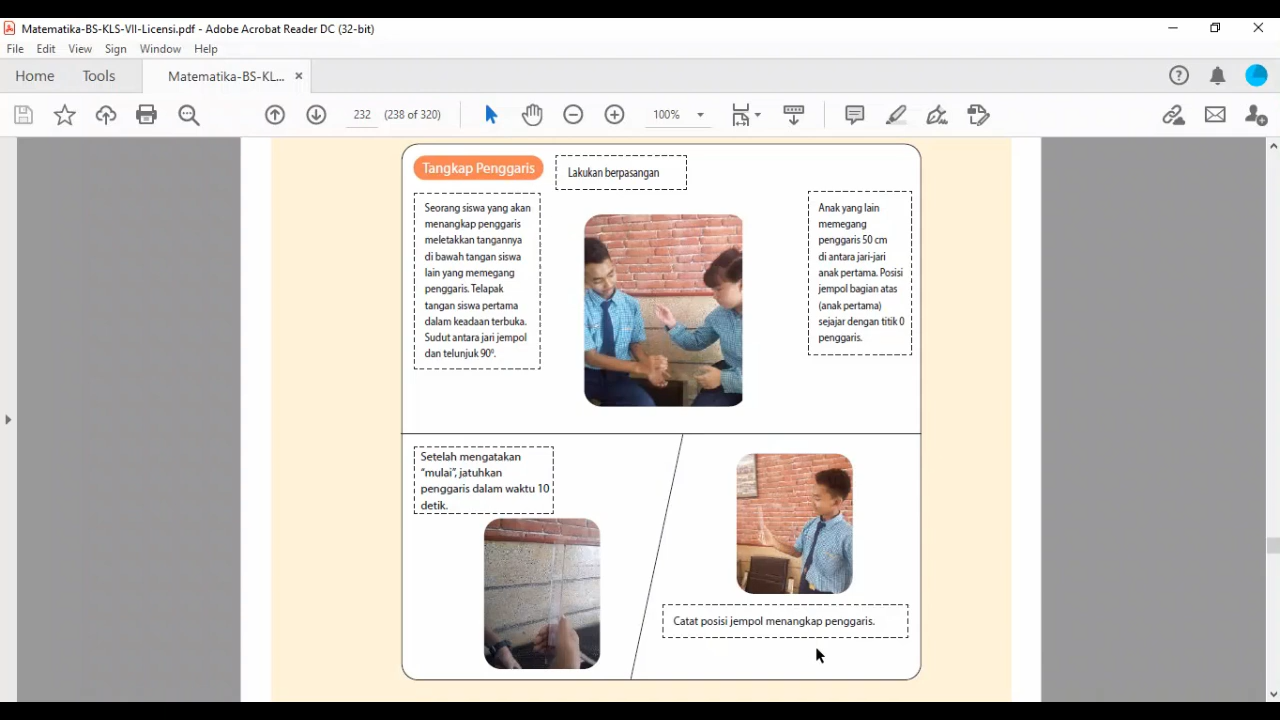 Matematika-BS-KLS-VII-Licensi.pdf - Adobe Acrobat Reader DC (32-bit)
File Edit View Sign Window Help
Home Tools Matematika-BS-KL... ×
232 (238 of 320) 100%
Tangkap Penggaris
Lakukan berpasangan
Seorang siswa yang akan
menangkap penggaris
meletakkan tangannya
di bawah tangan siswa
lain yang memegang
penggaris. Telapak
tangan siswa pertama
dalam keadaan terbuka.
Sudut antara jari jempol
dan telunjuk 90⁰.
Anak yang lain
memegang
penggaris 50 cm
di antara jari-jari
anak pertama. Posisi
jempol bagian atas
(anak pertama)
sejajar dengan titik 0
penggaris.
Setelah mengatakan
“mulai”, jatuhkan
penggaris dalam waktu 10
detik.
Catat posisi jempol menangkap penggaris.